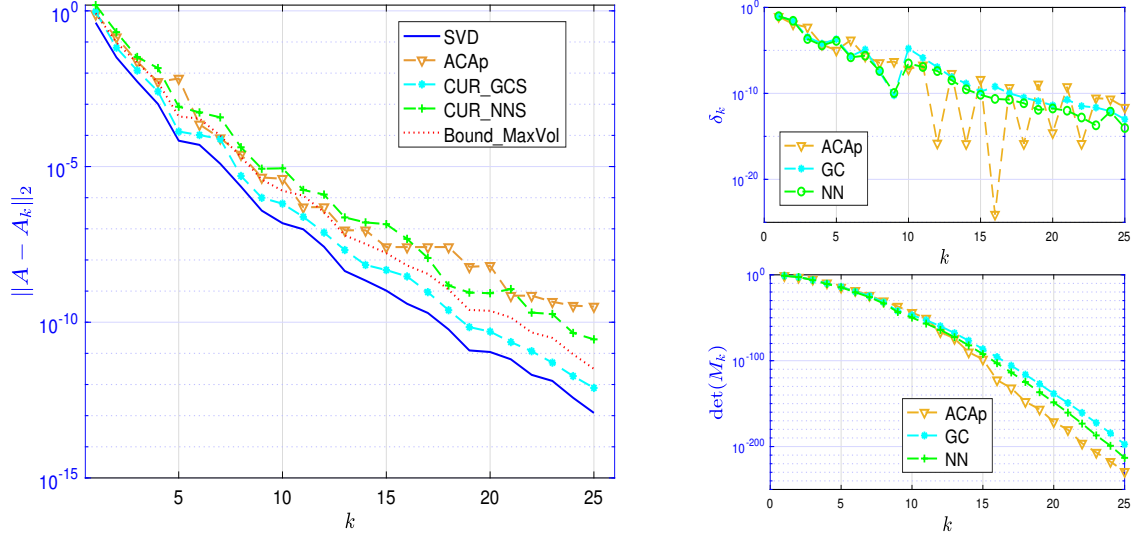 10^0
10^-5
10^-10
10^-15
||A − A_k||_2
5
10
15
20
25
k
SVD
ACAp
CUR_GCS
CUR_NNS
Bound_MaxVol
10^0
10^-10
10^-20
δ_k
0
5
10
15
20
25
k
ACAp
GC
NN
10^0
10^-100
10^-200
det(M_k)
0
5
10
15
20
25
k
ACAp
GC
NN